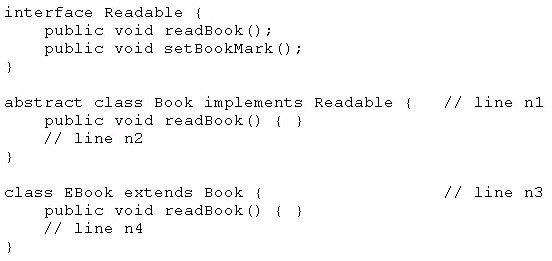 interface Readable {
    public void readBook();
    public void setBookMark();
}
abstract class Book implements Readable {   // line n1
    public void readBook() { }
    // line n2
}
class EBook extends Book {                  // line n3
    public void readBook() { }
    // line n4
}